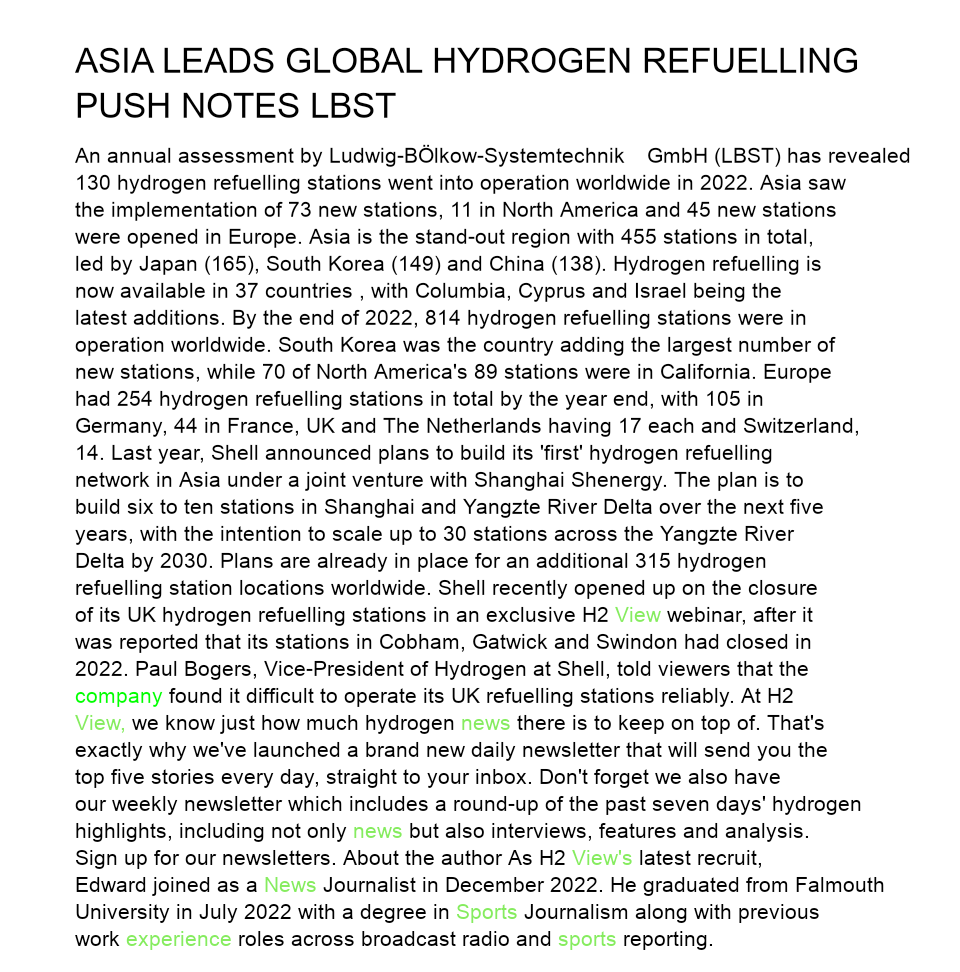 ASIA LEADS GLOBAL HYDROGEN REFUELLING
PUSH NOTES LBST
An annual assessment by Ludwig-BÖlkow-Systemtechnik GmbH (LBST) has revealed
130 hydrogen refuelling stations went into operation worldwide in 2022. Asia saw
the implementation of 73 new stations, 11 in North America and 45 new stations
were opened in Europe. Asia is the stand-out region with 455 stations in total,
led by Japan (165), South Korea (149) and China (138). Hydrogen refuelling is
now available in 37 countries , with Columbia, Cyprus and Israel being the
latest additions. By the end of 2022, 814 hydrogen refuelling stations were in
operation worldwide. South Korea was the country adding the largest number of
new stations, while 70 of North America's 89 stations were in California. Europe
had 254 hydrogen refuelling stations in total by the year end, with 105 in
Germany, 44 in France, UK and The Netherlands having 17 each and Switzerland,
14. Last year, Shell announced plans to build its 'first' hydrogen refuelling
network in Asia under a joint venture with Shanghai Shenergy. The plan is to
build six to ten stations in Shanghai and Yangzte River Delta over the next five
years, with the intention to scale up to 30 stations across the Yangzte River
Delta by 2030. Plans are already in place for an additional 315 hydrogen
refuelling station locations worldwide. Shell recently opened up on the closure
of its UK hydrogen refuelling stations in an exclusive H2 View webinar, after it
was reported that its stations in Cobham, Gatwick and Swindon had closed in
2022. Paul Bogers, Vice-President of Hydrogen at Shell, told viewers that the
company found it difficult to operate its UK refuelling stations reliably. At H2
View, we know just how much hydrogen news there is to keep on top of. That's
exactly why we've launched a brand new daily newsletter that will send you the
top five stories every day, straight to your inbox. Don't forget we also have
our weekly newsletter which includes a round-up of the past seven days' hydrogen
highlights, including not only news but also interviews, features and analysis.
Sign up for our newsletters. About the author As H2 View's latest recruit,
Edward joined as a News Journalist in December 2022. He graduated from Falmouth
University in July 2022 with a degree in Sports Journalism along with previous
work experience roles across broadcast radio and sports reporting.